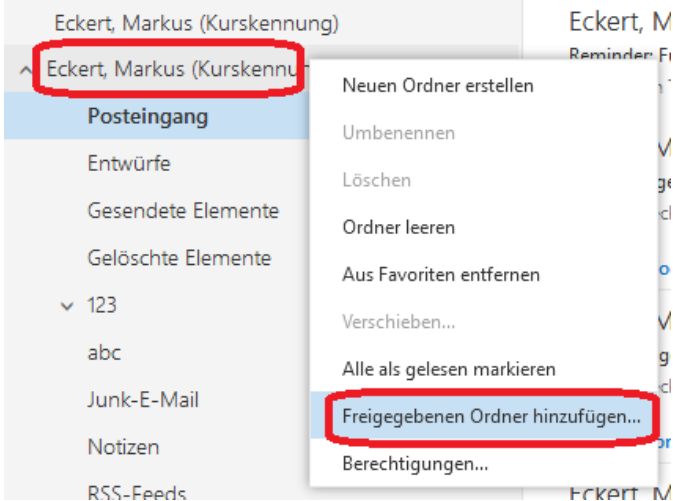 Eckert, Markus (Kurskennung)
Eckert, Markus
Posteingang
Entwürfe
Gesendete Elemente
Gelöschte Elemente
123
abc
Junk-E-Mail
Notizen
RSS-Feeds
Neuen Ordner erstellen
Umbenennen
Löschen
Ordner leeren
Aus Favoriten entfernen
Verschieben...
Alle als gelesen markieren
Freigegebenen Ordner hinzufügen...
Berechtigungen...
Eckert, M
Reminder:
Eckert, M